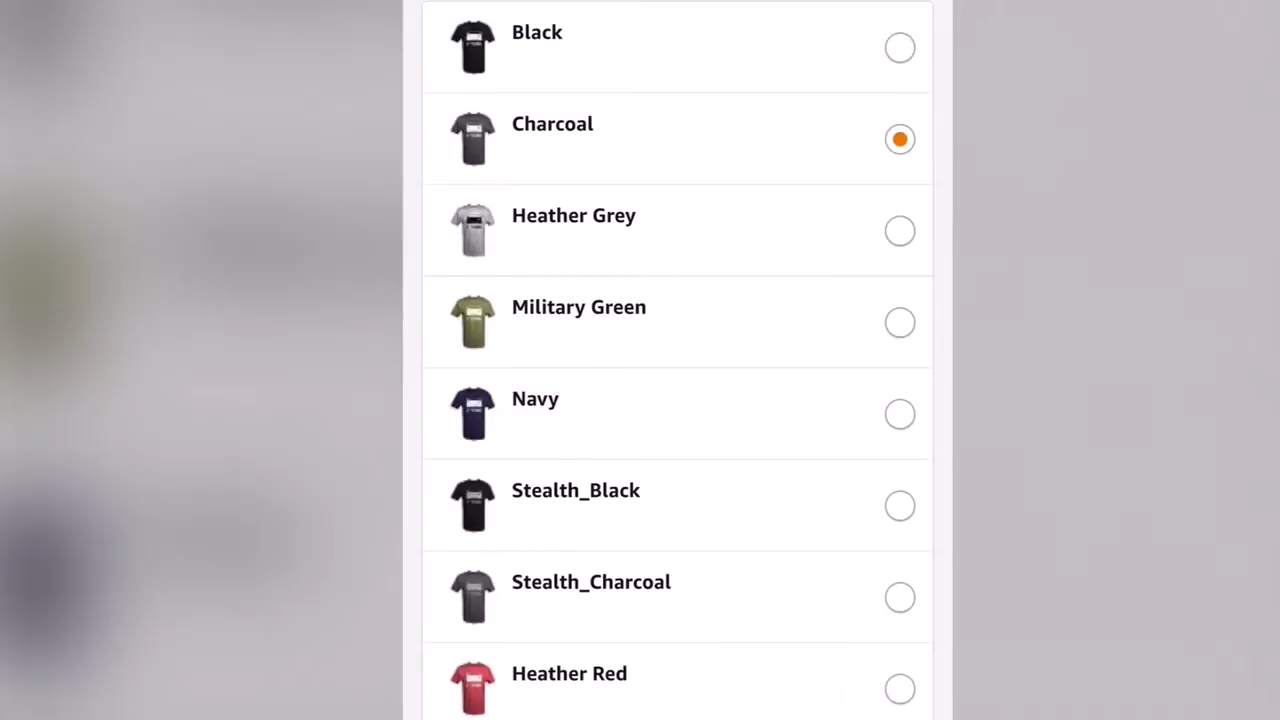 Black
Charcoal
Heather Grey
Military Green
Navy
Stealth_Black
Stealth_Charcoal
Heather Red